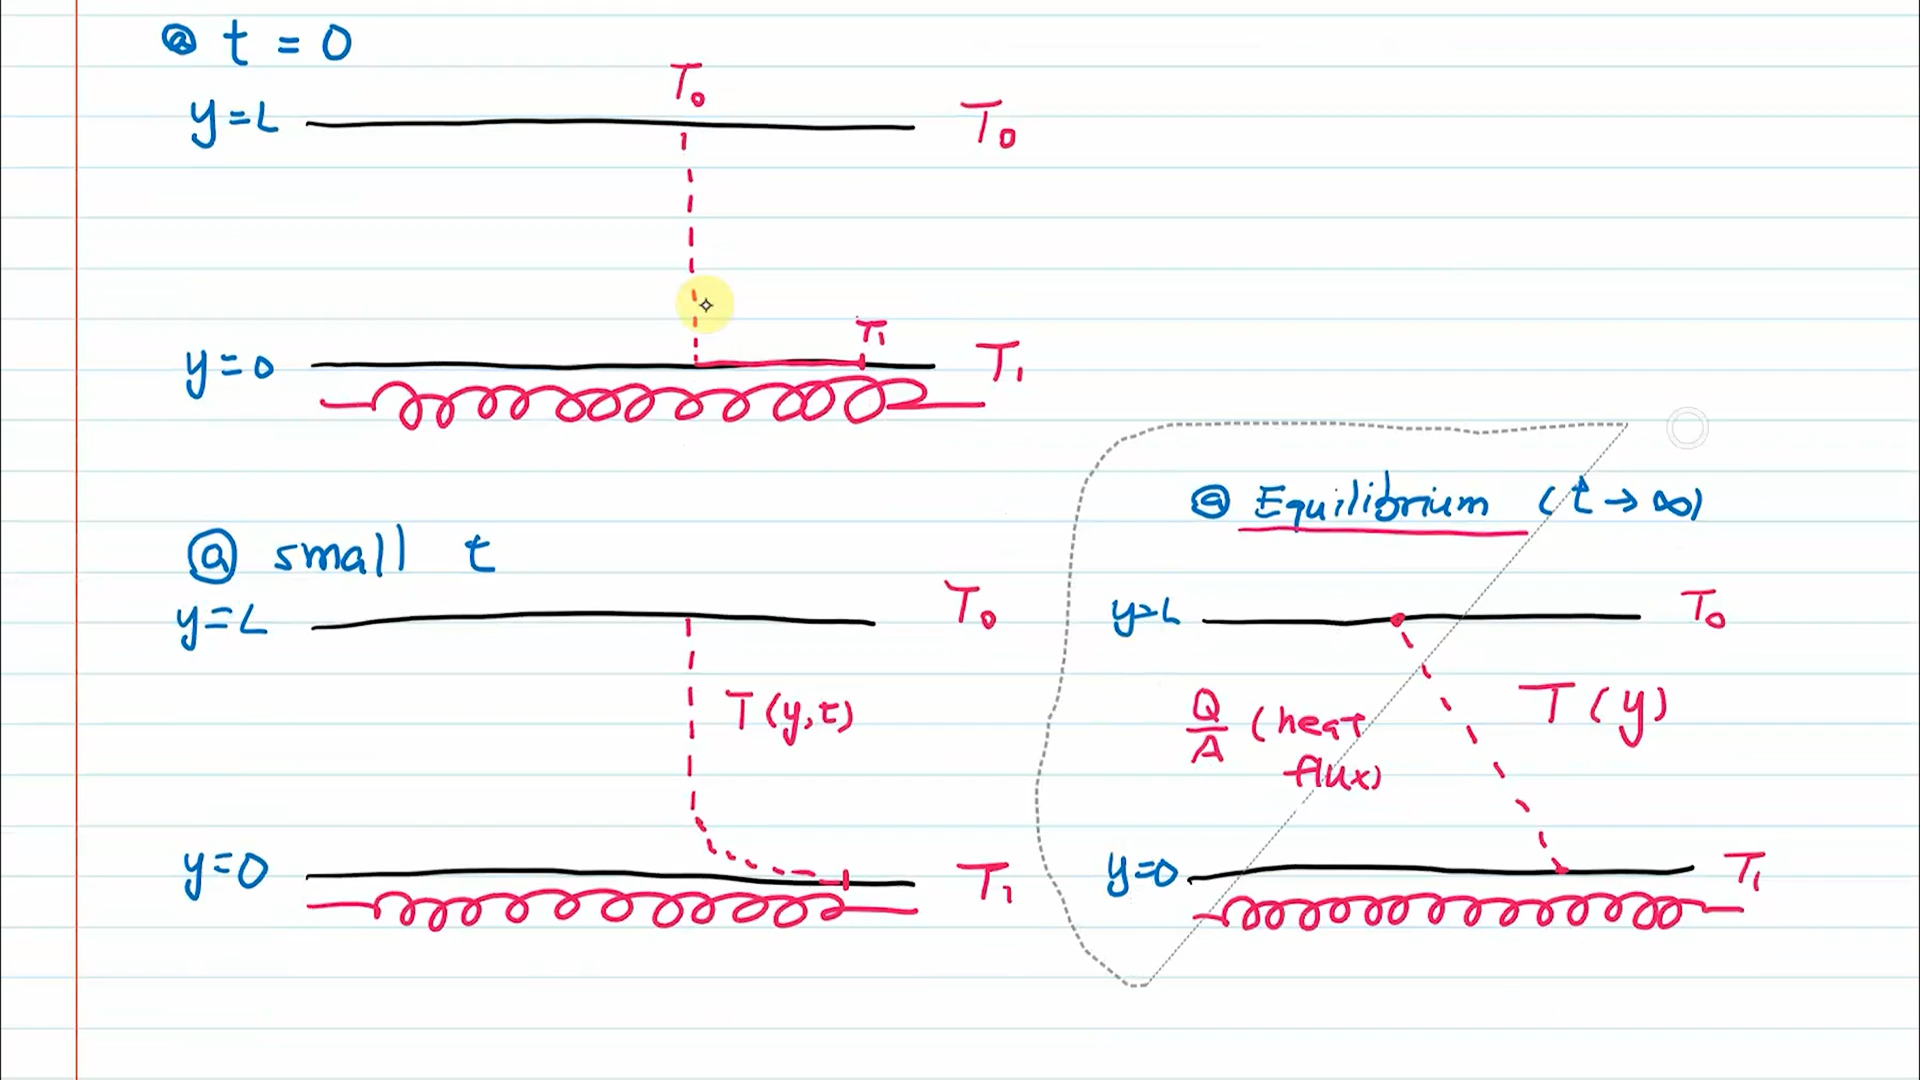 @ t = 0
T₀
y=L T₀
T₁
y=0 T₁
@ small t
y=L T₀
T(y,t)
y=0 T₁
@ Equilibrium (t→∞)
y=L T₀
Q/A (heat flux) T(y)
y=0 T₁